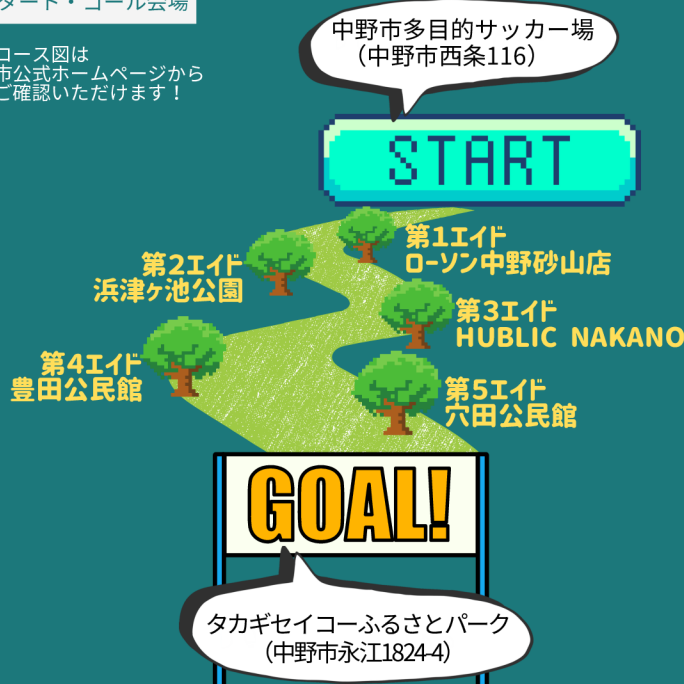 タート・ゴール会場
コース図は
市公式ホームページから
ご確認いただけます！
中野市多目的サッカー場
（中野市西条116）
START
第1エイド
ローソン中野砂山店
第2エイド
浜津ヶ池公園
第3エイド
HUBLIC NAKANO
第4エイド
豊田公民館
第5エイド
穴田公民館
GOAL!
タカギセイコーふるさとパーク
（中野市永江1824-4）